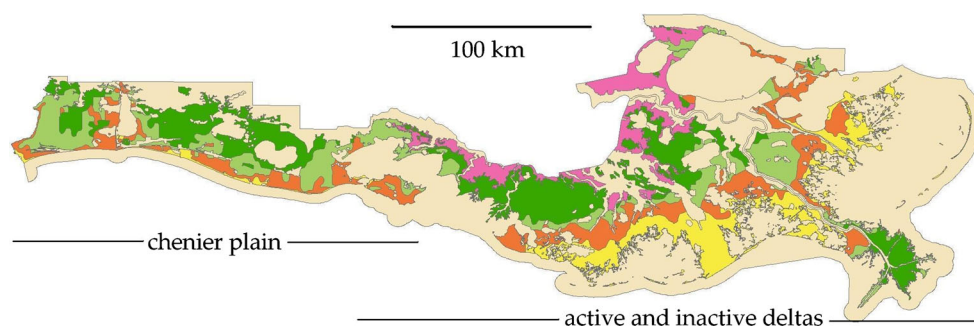 100 km
chenier plain
active and inactive deltas